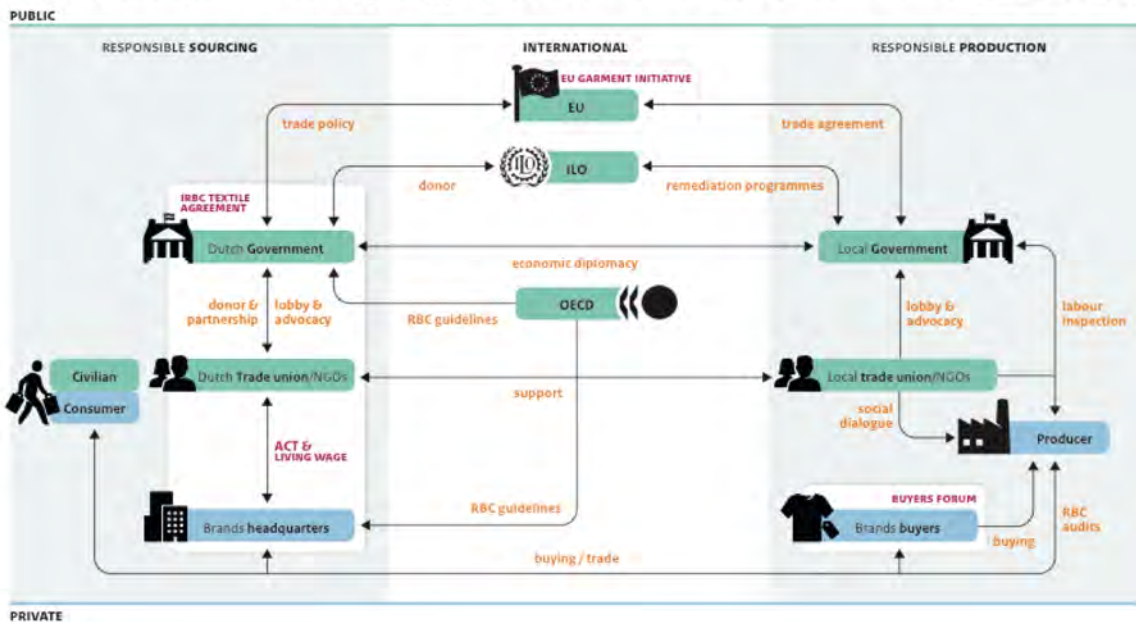 PUBLIC
RESPONSIBLE SOURCING
INTERNATIONAL
RESPONSIBLE PRODUCTION
EU GARMENT INITIATIVE
EU
trade policy
trade agreement
ILO
ILO
donor
remediation programmes
IRBC TEXTILE
AGREEMENT
Dutch Government
Local Government
economic diplomacy
donor &
partnership
lobby &
advocacy
RBC guidelines
OECD
lobby &
advocacy
labour
inspection
Civilian
Consumer
Dutch Trade union/NGOs
Local trade union/NGOs
support
social
dialogue
Producer
ACT &
LIVING WAGE
BUYERS FORUM
Brands headquarters
RBC guidelines
Brands buyers
buying
RBC
audits
buying / trade
PRIVATE